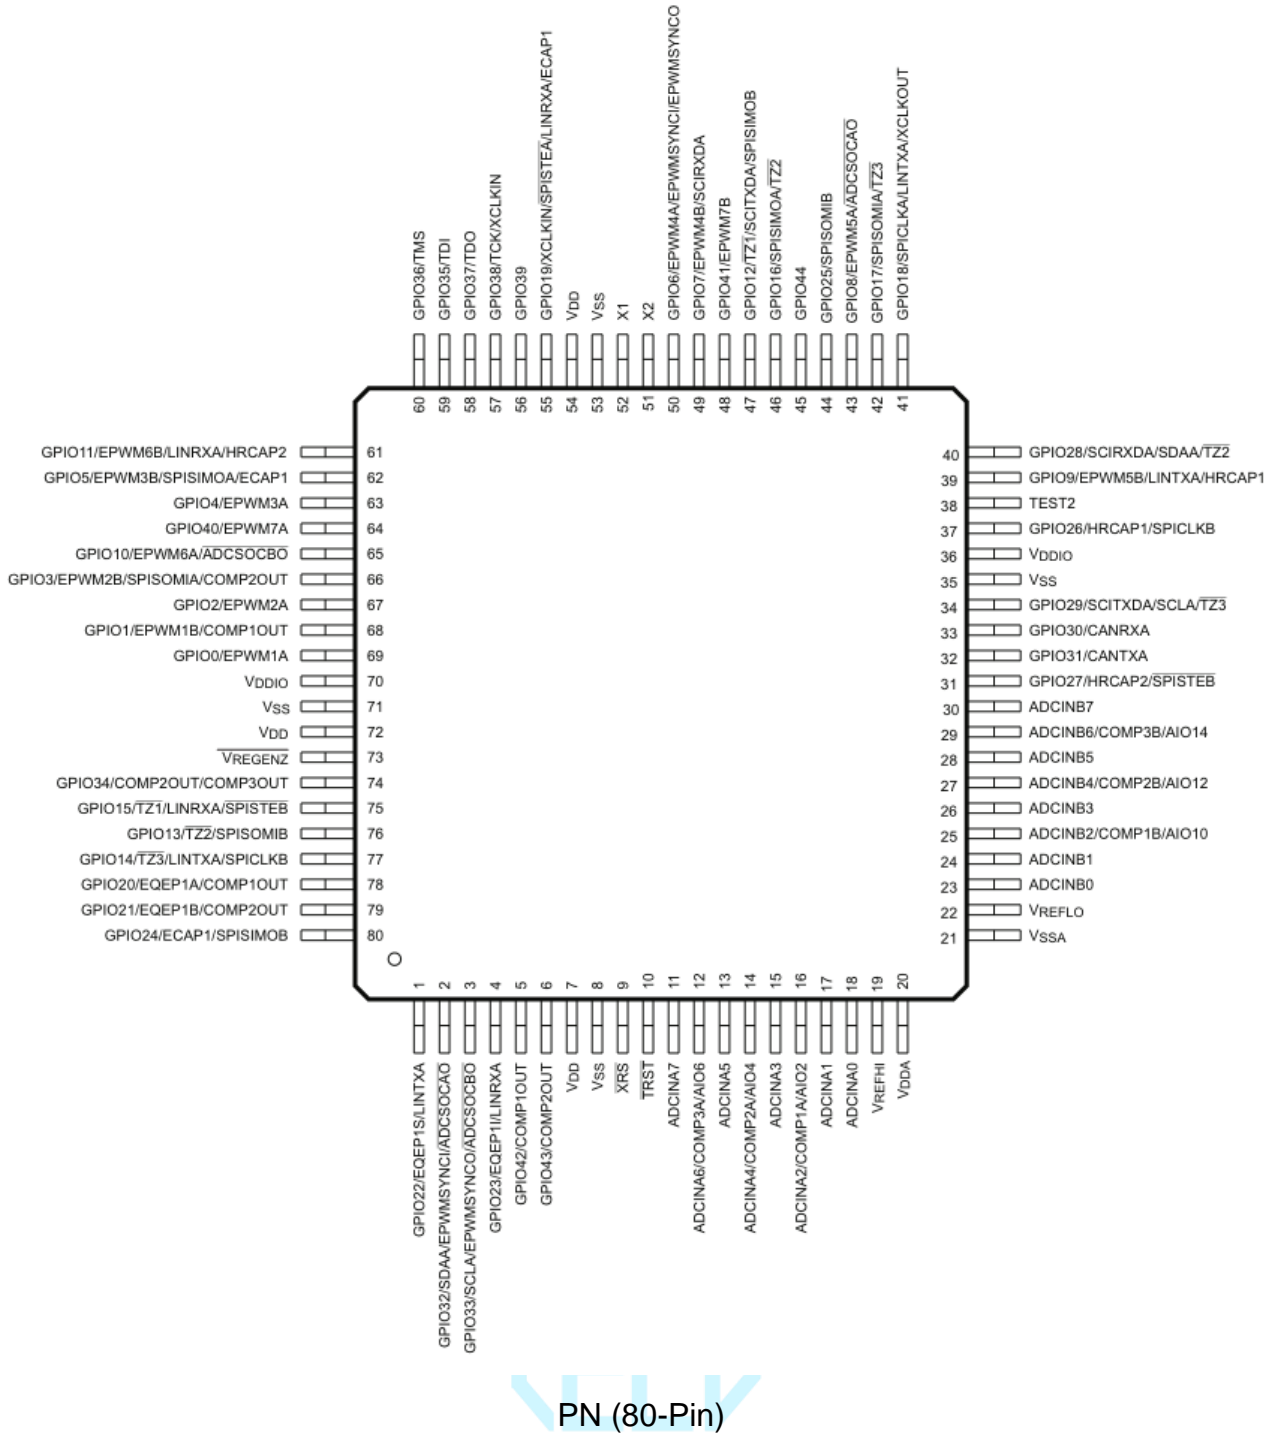 GPIO36/TMS
GPIO35/TDI
GPIO37/TDO
GPIO38/TCK/XCLKIN
GPIO39
GPIO19/XCLKIN/SPISTEA/LINRXA/ECAP1
VDD
VSS
X1
X2
GPIO6/EPWM4A/EPWMSYNCI/EPWMSYNCO
GPIO7/EPWM4B/SCIRXDA
GPIO41/EPWM7B
GPIO12/TZ1/SCITXDA/SPISIMOB
GPIO16/SPISIMOA/TZ2
GPIO44
GPIO25/SPISOMIB
GPIO8/EPWM5A/ADCSOCAO
GPIO17/SPISOMIA/TZ3
GPIO18/SPICLKA/LINTXA/XCLKOUT
60 59 58 57 56 55 54 53 52 51 50 49 48 47 46 45 44 43 42 41
GPIO11/EPWM6B/LINRXA/HRCAP2 61
GPIO5/EPWM3B/SPISIMOA/ECAP1 62
GPIO4/EPWM3A 63
GPIO40/EPWM7A 64
GPIO10/EPWM6A/ADCSOCBO 65
GPIO3/EPWM2B/SPISOMIA/COMP2OUT 66
GPIO2/EPWM2A 67
GPIO1/EPWM1B/COMP1OUT 68
GPIO0/EPWM1A 69
VDDIO 70
VSS 71
VDD 72
VREGENZ 73
GPIO34/COMP2OUT/COMP3OUT 74
GPIO15/TZ1/LINRXA/SPISTEB 75
GPIO13/TZ2/SPISOMIB 76
GPIO14/TZ3/LINTXA/SPICLKB 77
GPIO20/EQEP1A/COMP1OUT 78
GPIO21/EQEP1B/COMP2OUT 79
GPIO24/ECAP1/SPISIMOB 80
40 GPIO28/SCIRXDA/SDAA/TZ2
39 GPIO9/EPWM5B/LINTXA/HRCAP1
38 TEST2
37 GPIO26/HRCAP1/SPICLKB
36 VDDIO
35 VSS
34 GPIO29/SCITXDA/SCLA/TZ3
33 GPIO30/CANRXA
32 GPIO31/CANTXA
31 GPIO27/HRCAP2/SPISTEB
30 ADCINB7
29 ADCINB6/COMP3B/AIO14
28 ADCINB5
27 ADCINB4/COMP2B/AIO12
26 ADCINB3
25 ADCINB2/COMP1B/AIO10
24 ADCINB1
23 ADCINB0
22 VREFLO
21 VSSA
1 2 3 4 5 6 7 8 9 10 11 12 13 14 15 16 17 18 19 20
GPIO22/EQEP1S/LINTXA
GPIO32/SDAA/EPWMSYNCI/ADCSOCAO
GPIO33/SCLA/EPWMSYNCO/ADCSOCBO
GPIO23/EQEP1I/LINRXA
GPIO42/COMP1OUT
GPIO43/COMP2OUT
VDD
VSS
XRS
TRST
ADCINA7
ADCINA6/COMP3A/AIO6
ADCINA5
ADCINA4/COMP2A/AIO4
ADCINA3
ADCINA2/COMP1A/AIO2
ADCINA1
ADCINA0
VREFHI
VDDA
PN (80-Pin)